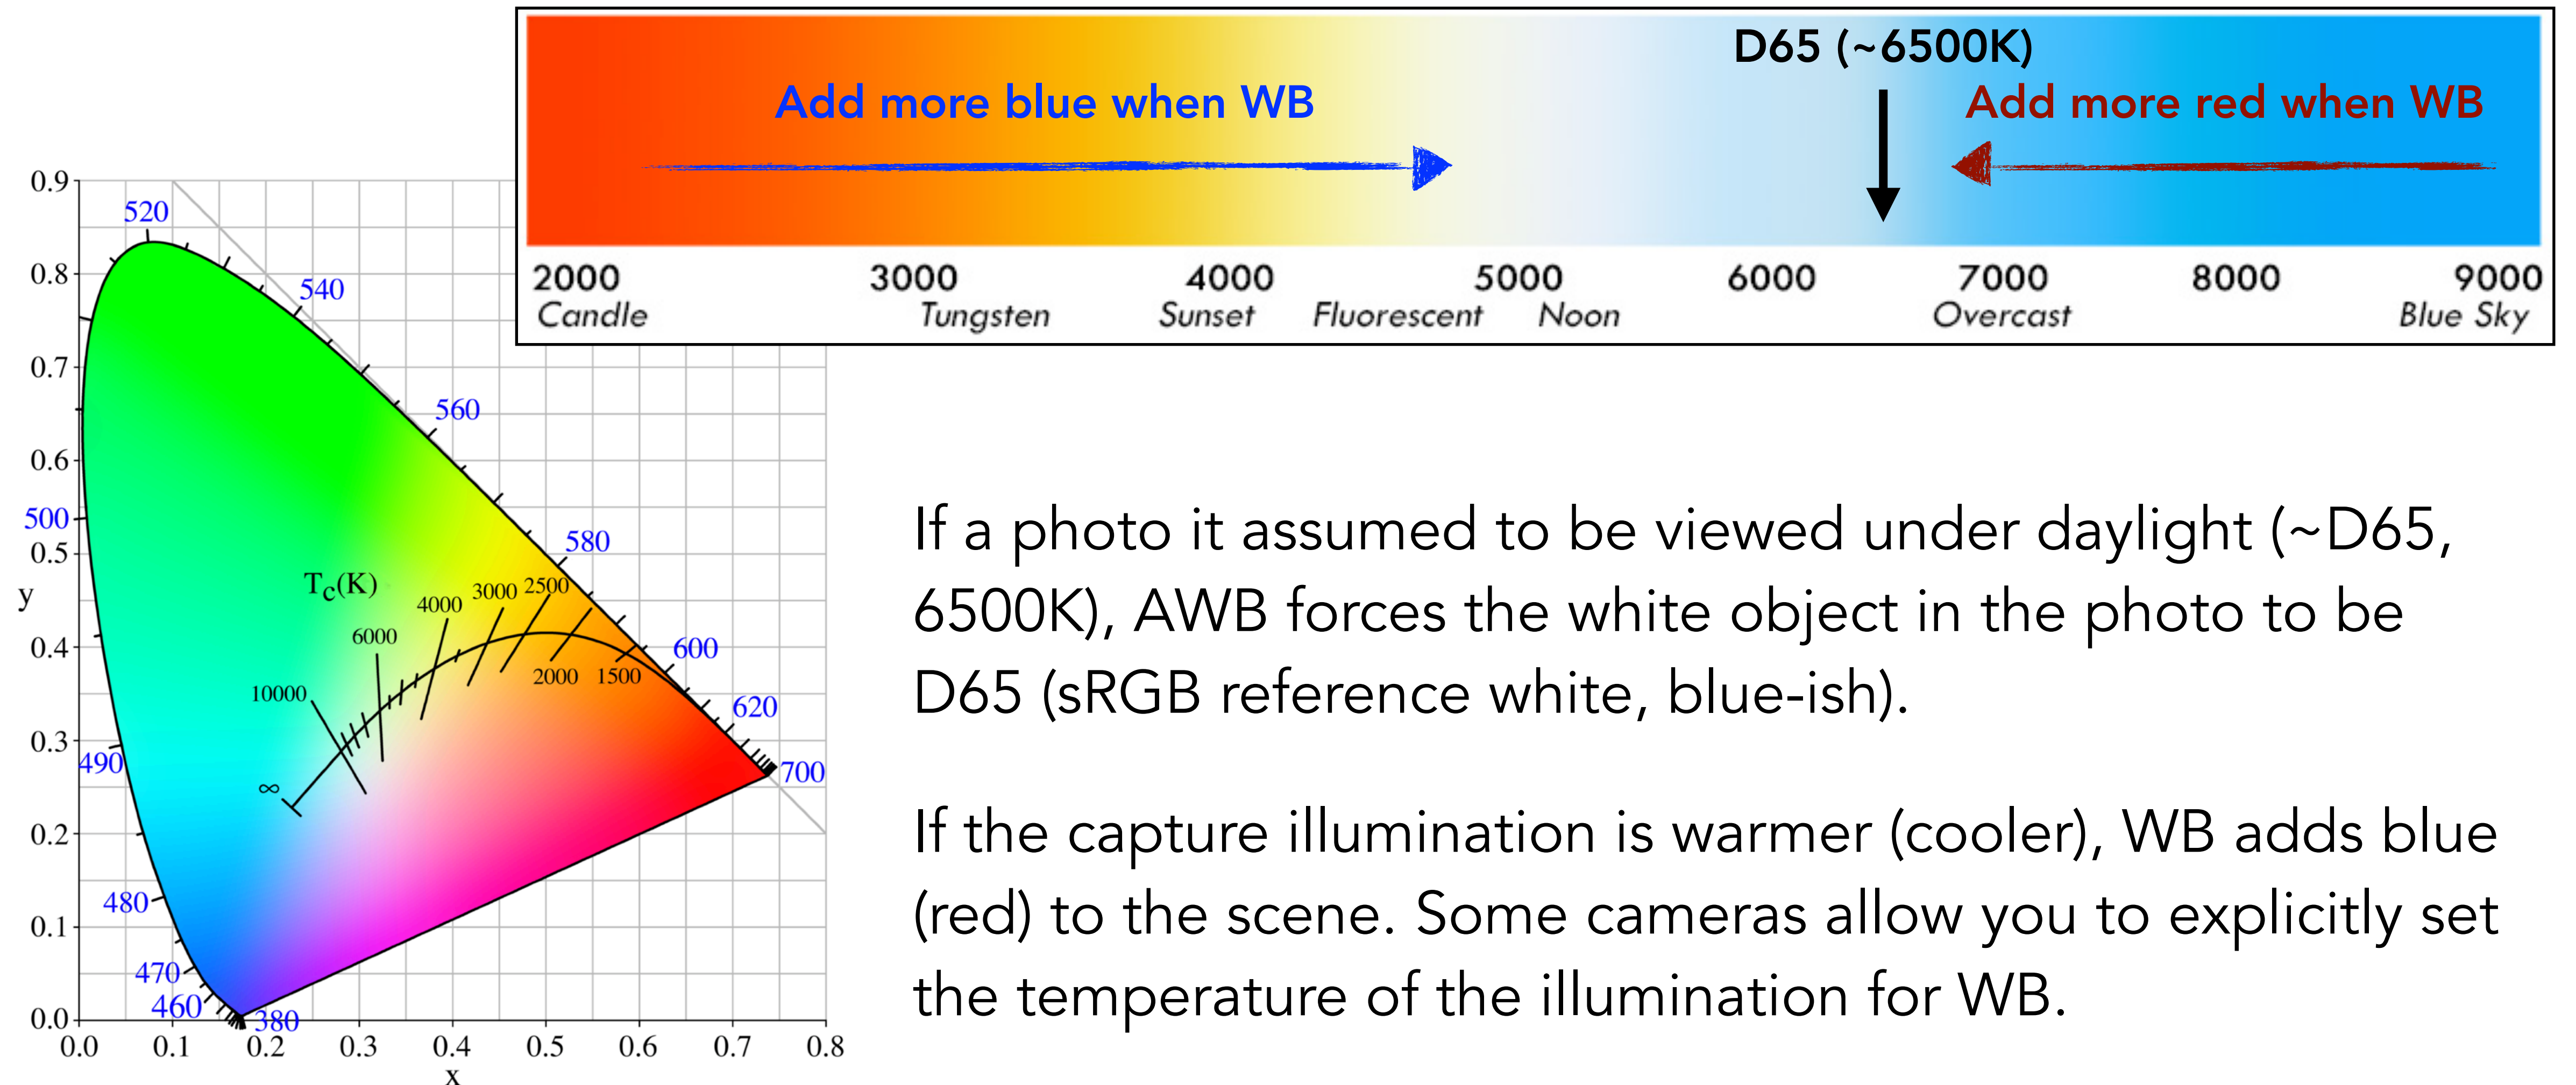 D65 (~6500K)
Add more blue when WB
Add more red when WB
2000 3000 4000 5000 6000 7000 8000 9000
Candle Tungsten Sunset Fluorescent Noon Overcast Blue Sky
0.9
520
0.8
540
0.7
560
0.6
500
0.5
580
y
Tc(K)
4000 3000 2500
6000
0.4
600
2000 1500
10000
620
0.3
490
700
∞
0.2
480
0.1
470
460
0.0
380
0.0 0.1 0.2 0.3 0.4 0.5 0.6 0.7 0.8
x
If a photo it assumed to be viewed under daylight (~D65,
6500K), AWB forces the white object in the photo to be
D65 (sRGB reference white, blue-ish).
If the capture illumination is warmer (cooler), WB adds blue
(red) to the scene. Some cameras allow you to explicitly set
the temperature of the illumination for WB.